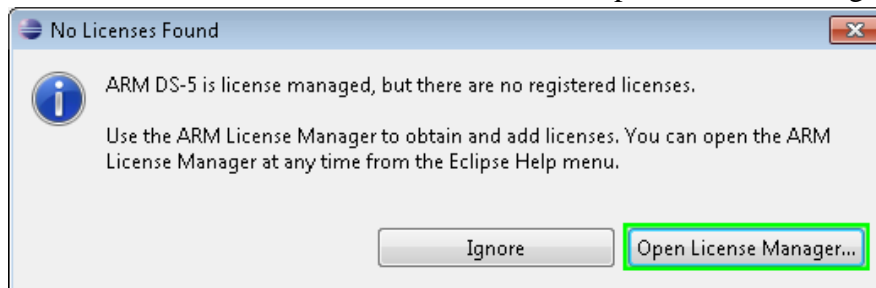 No Licenses Found
ARM DS-5 is license managed, but there are no registered licenses.
Use the ARM License Manager to obtain and add licenses. You can open the ARM
License Manager at any time from the Eclipse Help menu.
Ignore
Open License Manager...